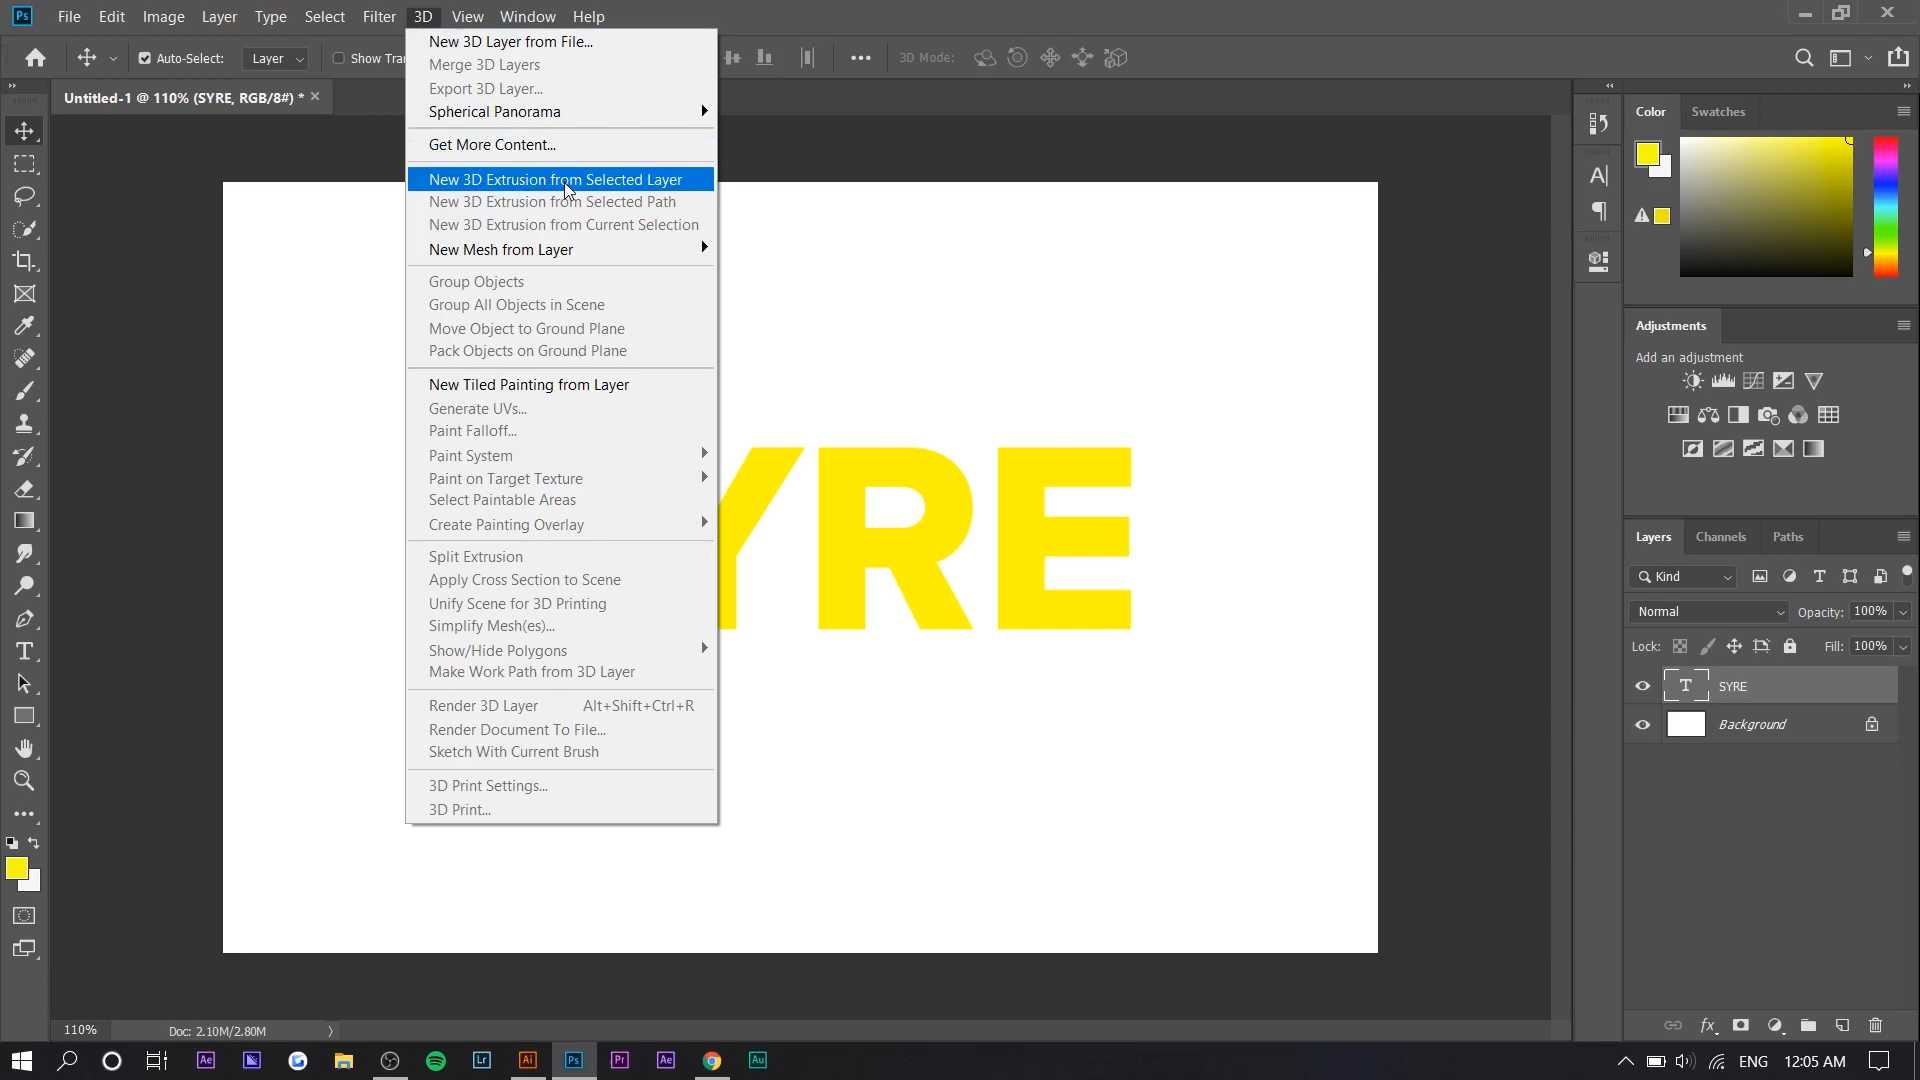 Ps File Edit Image Layer Type Select Filter 3D View Window Help
Auto-Select: Layer Show Tra 3D Mode:
Untitled-1 @ 110% (SYRE, RGB/8#) *
New 3D Layer from File...
Merge 3D Layers
Export 3D Layer...
Spherical Panorama
Get More Content...
New 3D Extrusion from Selected Layer
New 3D Extrusion from Selected Path
New 3D Extrusion from Current Selection
New Mesh from Layer
Group Objects
Group All Objects in Scene
Move Object to Ground Plane
Pack Objects on Ground Plane
New Tiled Painting from Layer
Generate UVs...
Paint Falloff...
Paint System
Paint on Target Texture
Select Paintable Areas
Create Painting Overlay
Split Extrusion
Apply Cross Section to Scene
Unify Scene for 3D Printing
Simplify Mesh(es)...
Show/Hide Polygons
Make Work Path from 3D Layer
Render 3D Layer Alt+Shift+Ctrl+R
Render Document To File...
Sketch With Current Brush
3D Print Settings...
3D Print...
YRE
Color Swatches
Adjustments
Add an adjustment
Layers Channels Paths
Kind
Normal Opacity: 100%
Lock: Fill: 100%
T SYRE
Background
fx
110% Doc: 2.10M/2.80M
Ae Lr Ai Ps Pr Ae Au ENG 12:05 AM